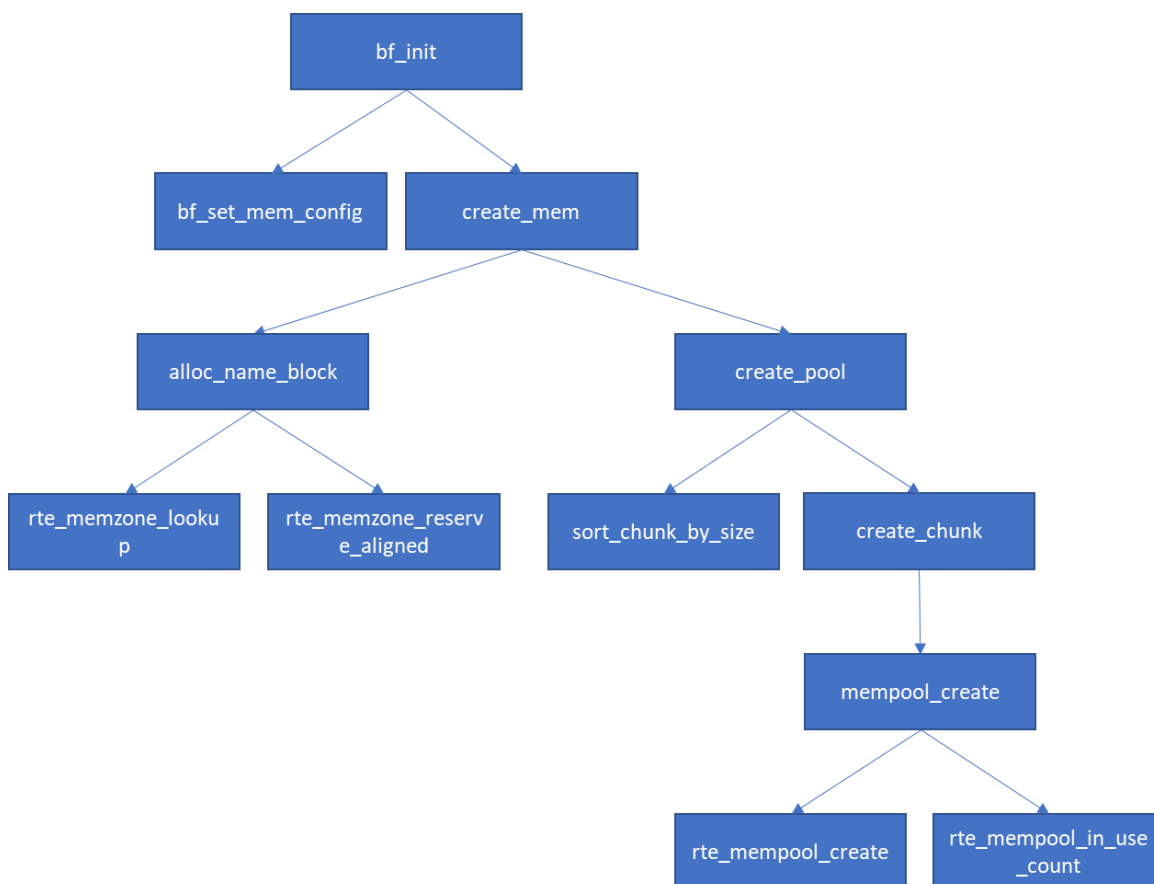 bf_init
bf_set_mem_config
create_mem
alloc_name_block
create_pool
rte_memzone_looku
p
rte_memzone_reserv
e_aligned
sort_chunk_by_size
create_chunk
mempool_create
rte_mempool_create
rte_mempool_in_use
_count